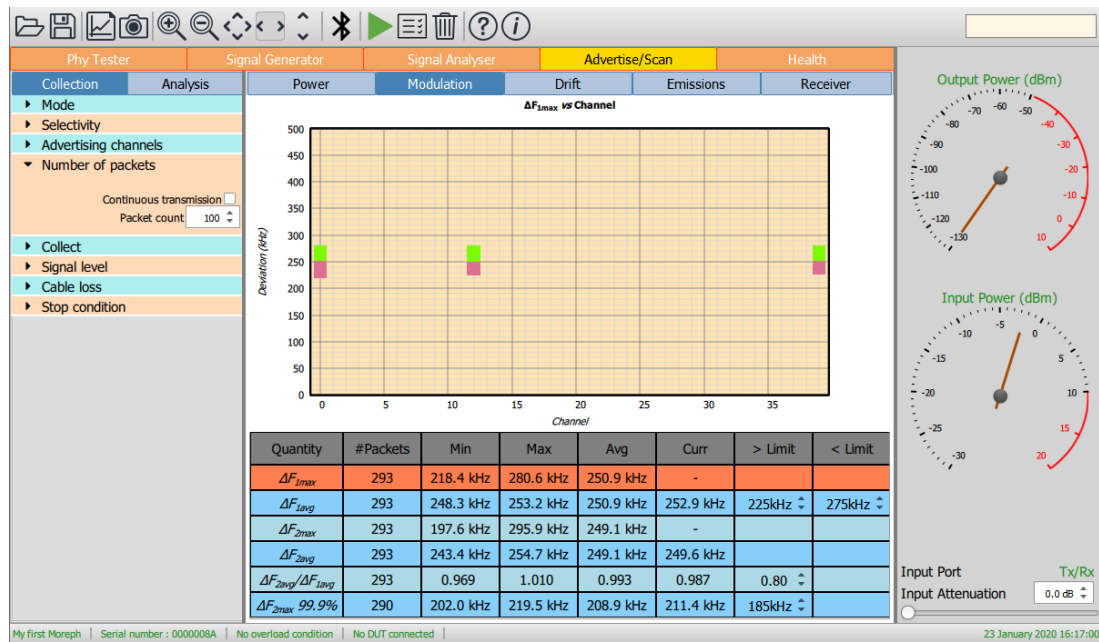 Phy Tester Signal Generator Signal Analyser Advertise/Scan Health
Collection Analysis Power Modulation Drift Emissions Receiver
Mode
Selectivity
Advertising channels
Number of packets
Continuous transmission
Packet count 100
Collect
Signal level
Cable loss
Stop condition
ΔF1max vs Channel
Deviation (kHz)
500
450
400
350
300
250
200
150
100
50
0
0 5 10 15 20 25 30 35
Channel
Quantity #Packets Min Max Avg Curr > Limit < Limit
ΔF1max 293 218.4 kHz 280.6 kHz 250.9 kHz -
ΔF1avg 293 248.3 kHz 253.2 kHz 250.9 kHz 252.9 kHz 225kHz 275kHz
ΔF2max 293 197.6 kHz 295.9 kHz 249.1 kHz -
ΔF2avg 293 243.4 kHz 254.7 kHz 249.1 kHz 249.6 kHz
ΔF2avg/ΔF1avg 293 0.969 1.010 0.993 0.987 0.80
ΔF2max 99.9% 290 202.0 kHz 219.5 kHz 208.9 kHz 211.4 kHz 185kHz
Output Power (dBm)
-130 -120 -110 -100 -90 -80 -70 -60 -50 -40 -30 -20 -10 0 10
Input Power (dBm)
-30 -25 -20 -15 -10 -5 0 5 10 15 20
Input Port Tx/Rx
Input Attenuation 0.0 dB
My first Moreph Serial number : 0000008A No overload condition No DUT connected 23 January 2020 16:17:00